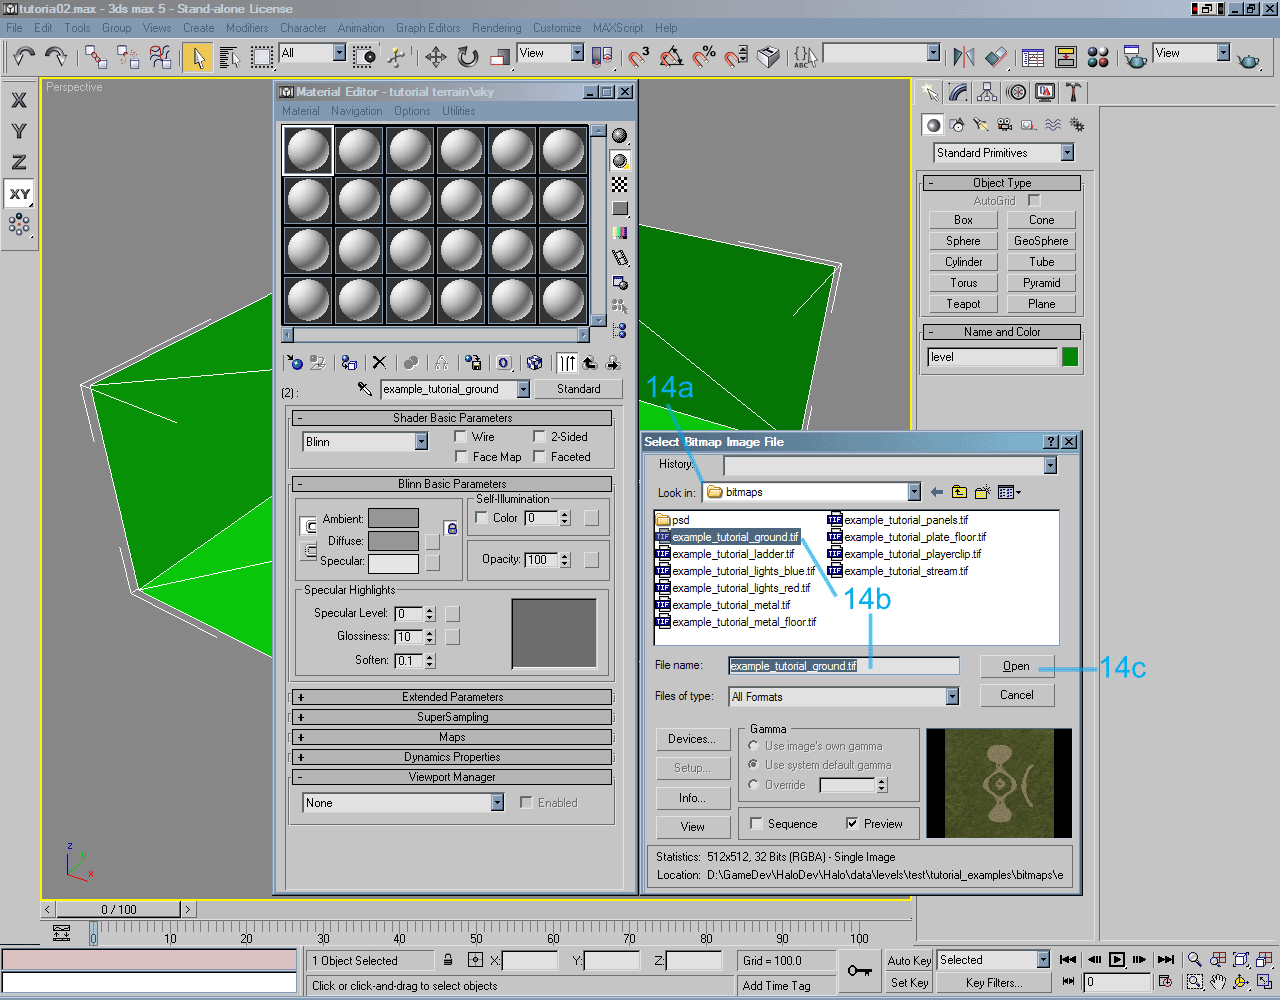 tutoria02.max - 3ds max 5 - Stand-alone License
File Edit Tools Group Views Create Modifiers Character Animation Graph Editors Rendering Customize MAXScript Help
All View 3 % ABC View
X
Y
Z
XY
Perspective
Material Editor - tutorial terrain\sky
Material Navigation Options Utilities
(2) : example_tutorial_ground Standard
- Shader Basic Parameters
Blinn Wire 2-Sided
Face Map Faceted
- Blinn Basic Parameters
Ambient:
Diffuse:
Specular:
Self-Illumination
Color 0
Opacity: 100
Specular Highlights
Specular Level: 0
Glossiness: 10
Soften: 0.1
+ Extended Parameters
+ SuperSampling
+ Maps
+ Dynamics Properties
- Viewport Manager
None Enabled
Standard Primitives
- Object Type
AutoGrid
Box Cone
Sphere GeoSphere
Cylinder Tube
Torus Pyramid
Teapot Plane
- Name and Color
level
14a
Select Bitmap Image File
History:
Look in: bitmaps
psd
example_tutorial_ground.tif
example_tutorial_ladder.tif
example_tutorial_lights_blue.tif
example_tutorial_lights_red.tif
example_tutorial_metal.tif
example_tutorial_metal_floor.tif
example_tutorial_panels.tif
example_tutorial_plate_floor.tif
example_tutorial_playerclip.tif
example_tutorial_stream.tif
14b
File name: example_tutorial_ground.tif Open
14c
Files of type: All Formats Cancel
Devices...
Setup...
Info...
View
Gamma
Use image's own gamma
Use system default gamma
Override
Sequence Preview
Statistics: 512x512, 32 Bits (RGBA) - Single Image
Location: D:\GameDev\HaloDev\Halo\data\levels\test\tutorial_examples\bitmaps\e
z
y
x
< 0 / 100 >
0 10 20 30 40 50 60 70 80 90 100
1 Object Selected X: Y: Z: Grid = 100.0 Auto Key Selected
Click or click-and-drag to select objects Add Time Tag Set Key Key Filters... 0